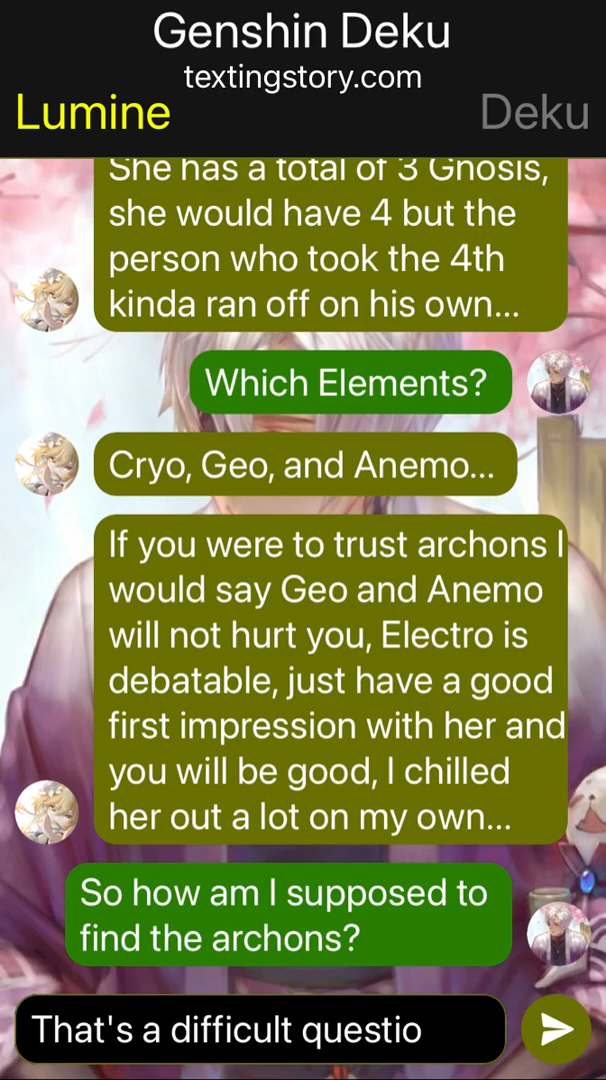 Genshin Deku
textingstory.com
Lumine
Deku
She has a total of 3 Gnosis,
she would have 4 but the
person who took the 4th
kinda ran off on his own...
Which Elements?
Cryo, Geo, and Anemo...
If you were to trust archons I
would say Geo and Anemo
will not hurt you, Electro is
debatable, just have a good
first impression with her and
you will be good, I chilled
her out a lot on my own...
So how am I supposed to
find the archons?
That's a difficult questio